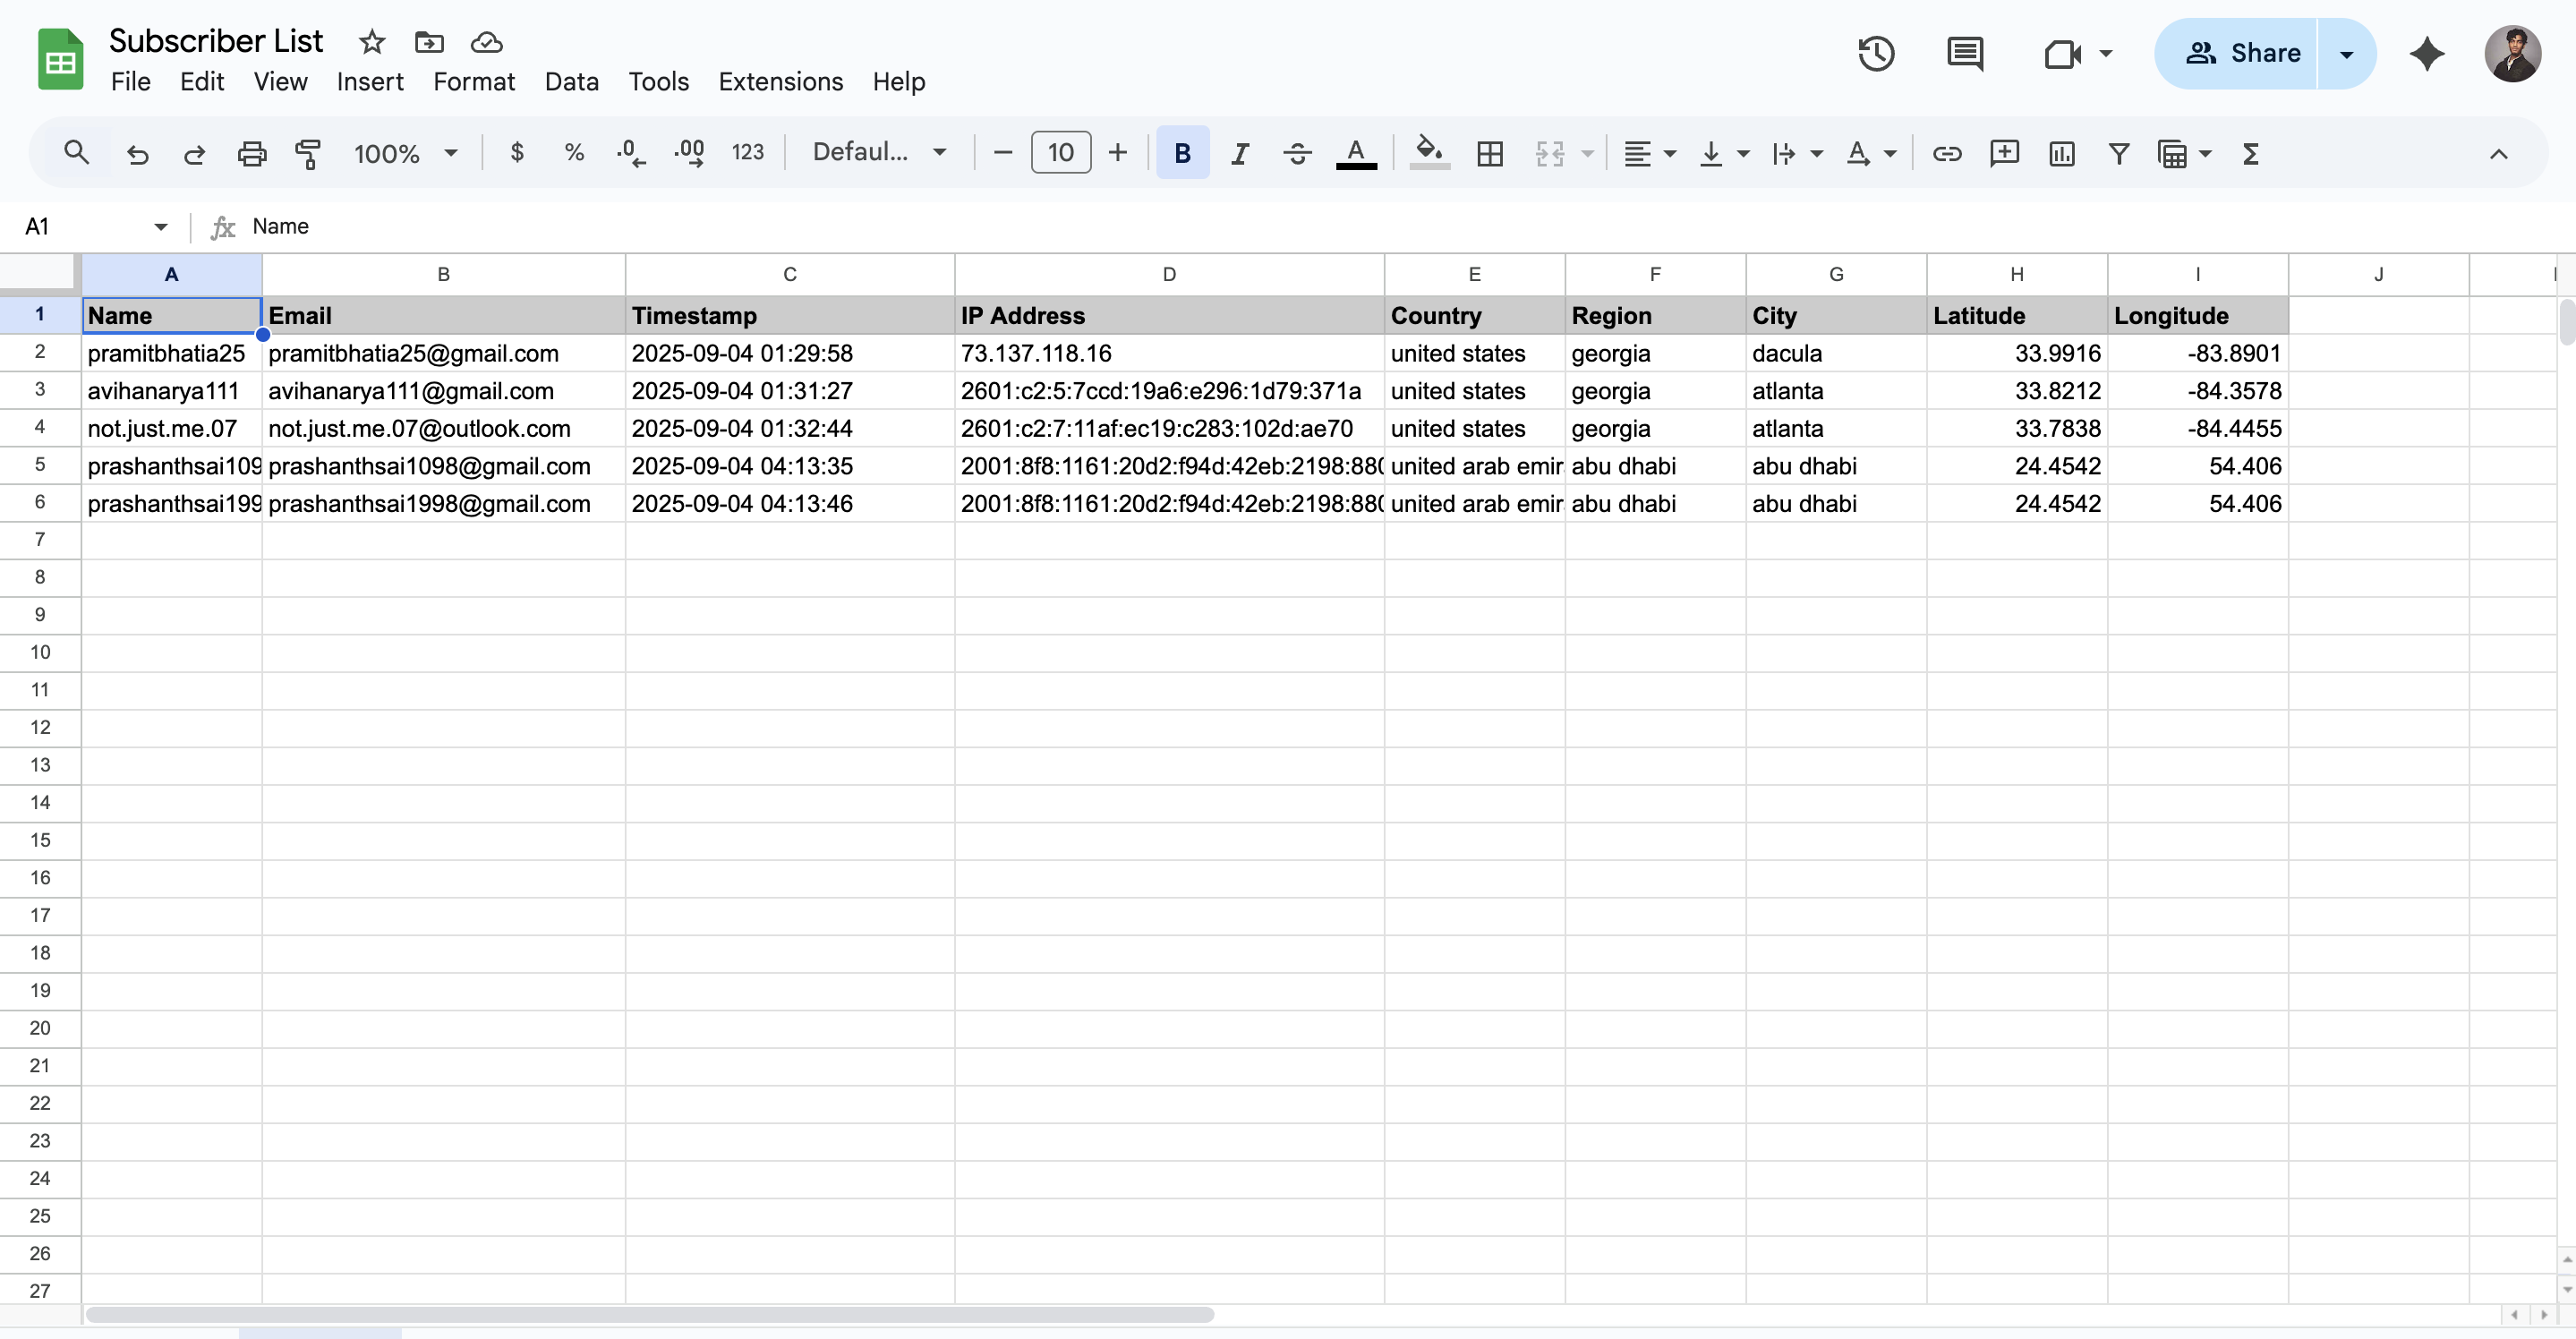 Subscriber List
File Edit View Insert Format Data Tools Extensions Help
Share
100% $ % .0 .00 123 Defaul... 10 B I A A
A1 fx Name
A B C D E F G H I J
1 Name Email Timestamp IP Address Country Region City Latitude Longitude
2 pramitbhatia25 pramitbhatia25@gmail.com 2025-09-04 01:29:58 73.137.118.16 united states georgia dacula 33.9916 -83.8901
3 avihanarya111 avihanarya111@gmail.com 2025-09-04 01:31:27 2601:c2:5:7ccd:19a6:e296:1d79:371a united states georgia atlanta 33.8212 -84.3578
4 not.just.me.07 not.just.me.07@outlook.com 2025-09-04 01:32:44 2601:c2:7:11af:ec19:c283:102d:ae70 united states georgia atlanta 33.7838 -84.4455
5 prashanthsai109 prashanthsai1098@gmail.com 2025-09-04 04:13:35 2001:8f8:1161:20d2:f94d:42eb:2198:880 united arab emir abu dhabi abu dhabi 24.4542 54.406
6 prashanthsai199 prashanthsai1998@gmail.com 2025-09-04 04:13:46 2001:8f8:1161:20d2:f94d:42eb:2198:880 united arab emir abu dhabi abu dhabi 24.4542 54.406
7
8
9
10
11
12
13
14
15
16
17
18
19
20
21
22
23
24
25
26
27